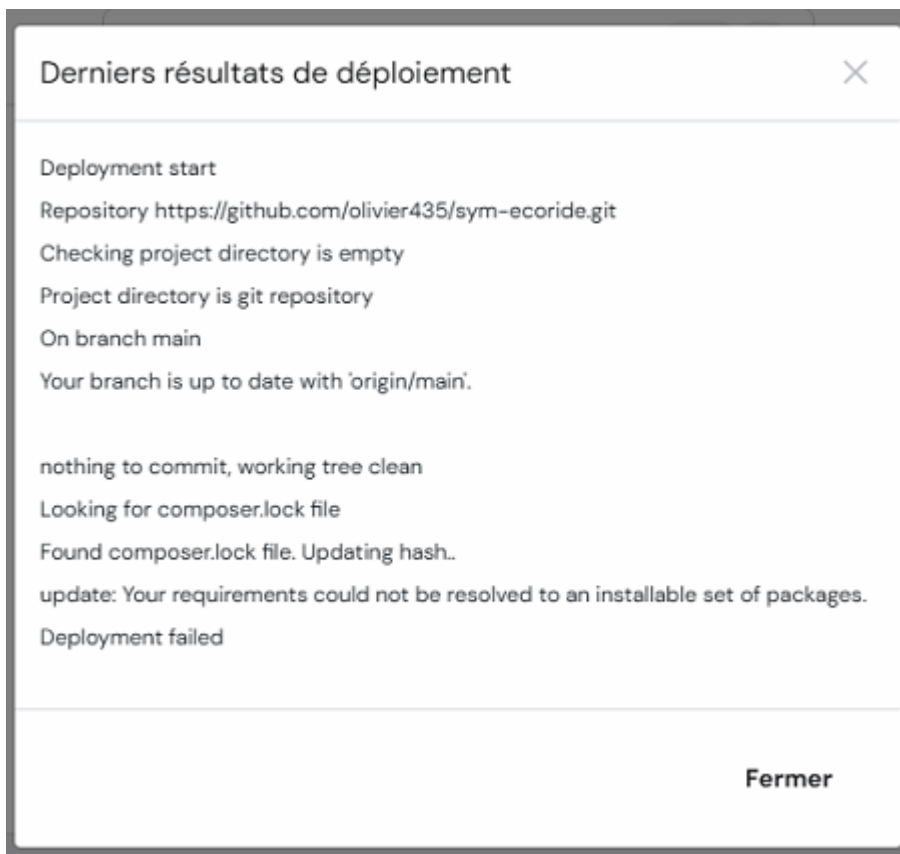 Derniers résultats de déploiement
Deployment start
Repository https://github.com/olivier435/sym-ecoride.git
Checking project directory is empty
Project directory is git repository
On branch main
Your branch is up to date with 'origin/main'.
nothing to commit, working tree clean
Looking for composer.lock file
Found composer.lock file. Updating hash..
update: Your requirements could not be resolved to an installable set of packages.
Deployment failed
Fermer